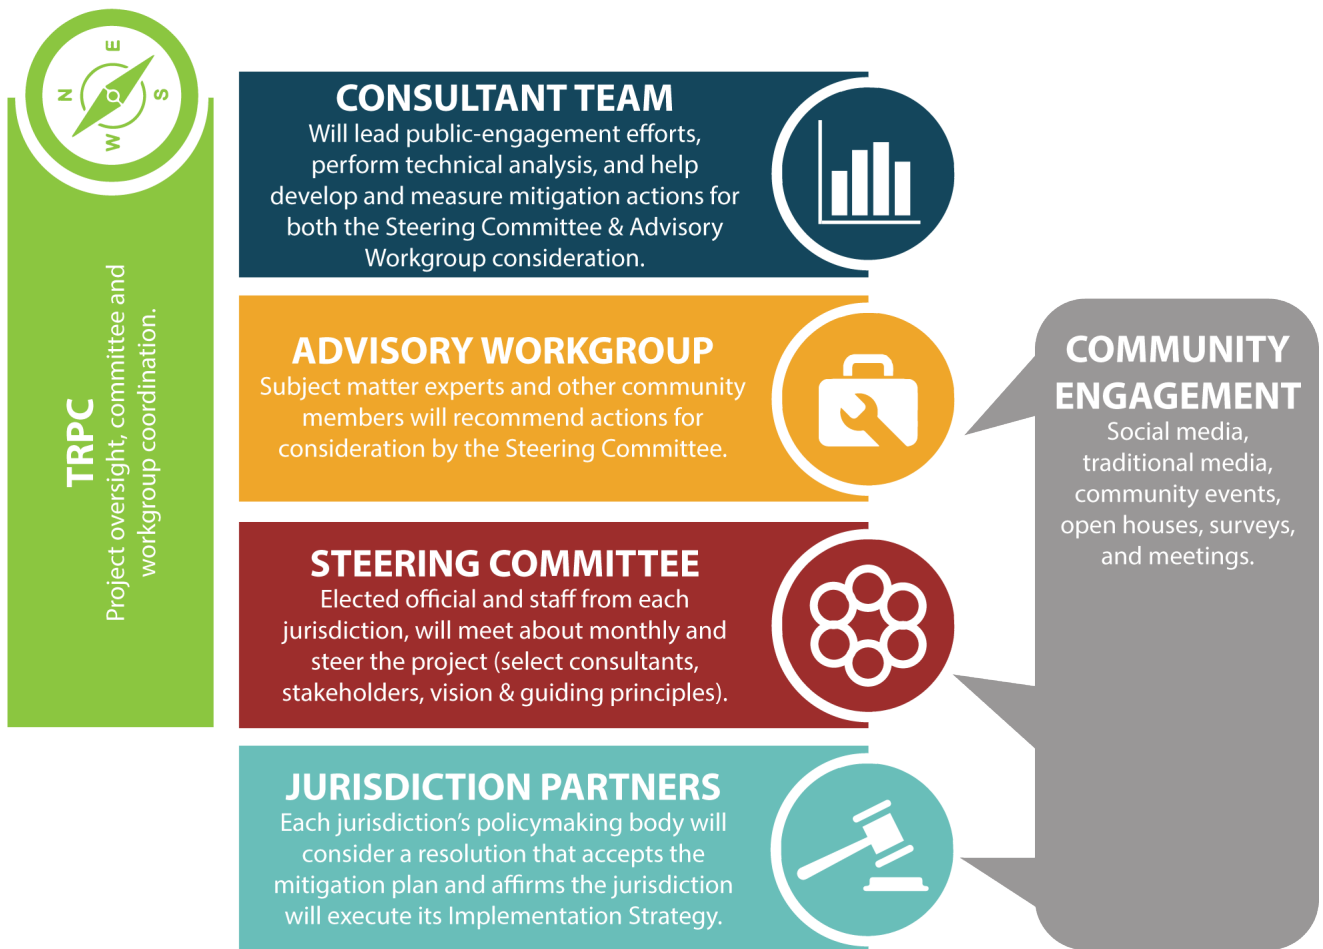 E
N
S
W
TRPC
Project oversight, committee and
workgroup coordination.
CONSULTANT TEAM
Will lead public-engagement efforts,
perform technical analysis, and help
develop and measure mitigation actions for
both the Steering Committee & Advisory
Workgroup consideration.
ADVISORY WORKGROUP
Subject matter experts and other community
members will recommend actions for
consideration by the Steering Committee.
STEERING COMMITTEE
Elected official and staff from each
jurisdiction, will meet about monthly and
steer the project (select consultants,
stakeholders, vision & guiding principles).
JURISDICTION PARTNERS
Each jurisdiction’s policymaking body will
consider a resolution that accepts the
mitigation plan and affirms the jurisdiction
will execute its Implementation Strategy.
COMMUNITY
ENGAGEMENT
Social media,
traditional media,
community events,
open houses, surveys,
and meetings.